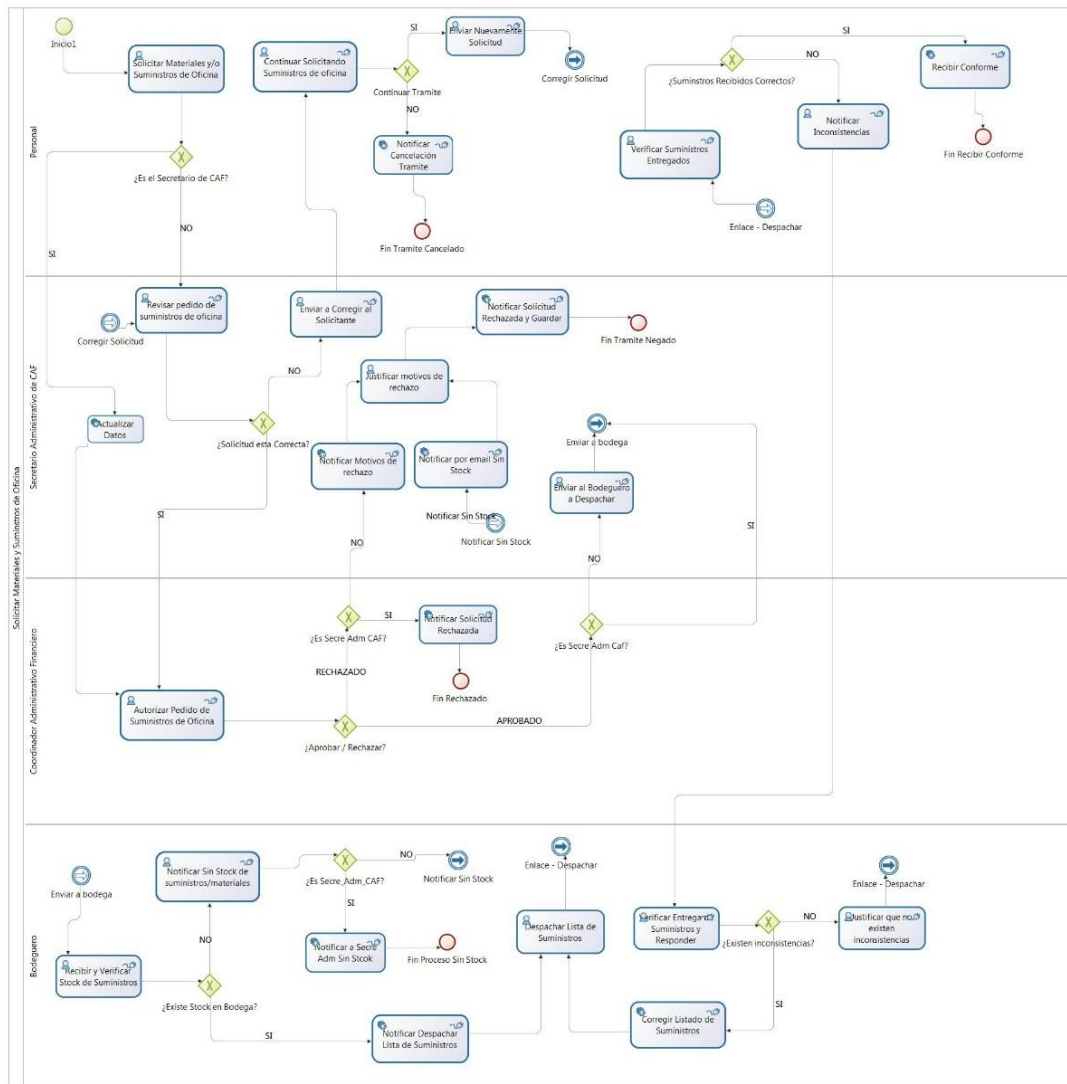 Solicitar Materiales y Suminstros de Oficina
Personal
Inicio1
Solicitar Materiales y/o
Suministros de Oficina
¿Es el Secretario de CAF?
SI
NO
Continuar Solicitando
Suministros de oficina
Continuar Tramite
SI
Enviar Nuevamente
Solicitud
Corregir Solicitud
NO
Notificar
Cancelación
Tramite
Fin Tramite Cancelado
¿Suminstros Recibidos Correctos?
SI
NO
Recibir Conforme
Fin Recibir Conforme
Notificar
Inconsistencias
Verificar Suministros
Entregados
Enlace - Despachar
Secretario Administrativo de CAF
Revisar pedido de
suministros de oficina
Corregir Solicitud
Enviar a Corregir al
Solicitante
NO
¿Solicitud esta Correcta?
SI
Actualizar
Datos
Notificar Solicitud
Rechazada y Guardar
Fin Tramite Negado
Justificar motivos de
rechazo
Notificar Motivos de
rechazo
Notificar por email Sin
Stock
Notificar Sin Stock
Notificar Sin Stock
Enviar a bodega
Enviar al Bodeguero
a Despachar
SI
NO
NO
Coordinador Administrativo Financiero
¿Es Secre Adm CAF?
SI
Notificar Solicitud
Rechazada
Fin Rechazado
RECHAZADO
¿Es Secre Adm Caf?
Autorizar Pedido de
Suministros de Oficina
¿Aprobar / Rechazar?
APROBADO
Bodeguero
Enviar a bodega
Recibir y Verificar
Stock de Suministros
¿Existe Stock en Bodega?
NO
SI
Notificar Sin Stock de
suministros/materiales
¿Es Secre_Adm_CAF?
NO
Notificar Sin Stock
SI
Notificar a Secre
Adm Sin Stcok
Fin Proceso Sin Stock
Notificar Despachar
Lista de Suministros
Enlace - Despachar
Despachar Lista de
Suministros
Verificar Entrega de
Suministros y
Responder
¿Existen inconsistencias?
NO
Justificar que no
existen
inconsistencias
Enlace - Despachar
SI
Corregir Listado de
Suministros